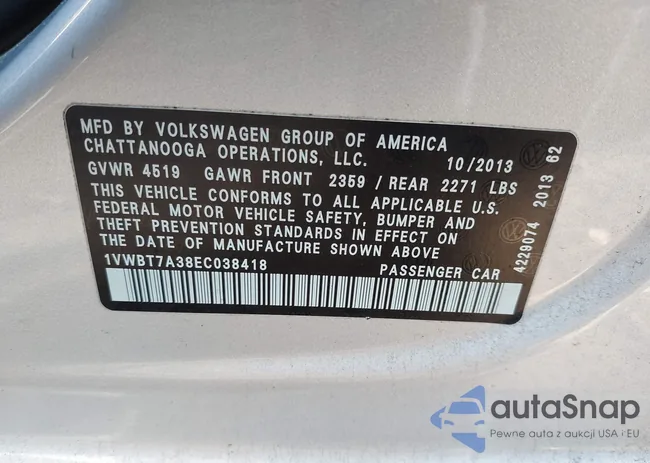 MFD BY VOLKSWAGEN GROUP OF AMERICA
CHATTANOOGA OPERATIONS, LLC. 10/2013
GVWR 4519 GAWR FRONT 2359 / REAR 2271 LBS
THIS VEHICLE CONFORMS TO ALL APPLICABLE U.S.
FEDERAL MOTOR VEHICLE SAFETY, BUMPER AND
THEFT PREVENTION STANDARDS IN EFFECT ON
THE DATE OF MANUFACTURE SHOWN ABOVE
1VWBT7A38EC038418 PASSENGER CAR
4229074 2013 62
autaSnap
Pewne auta z aukcji USA i EU